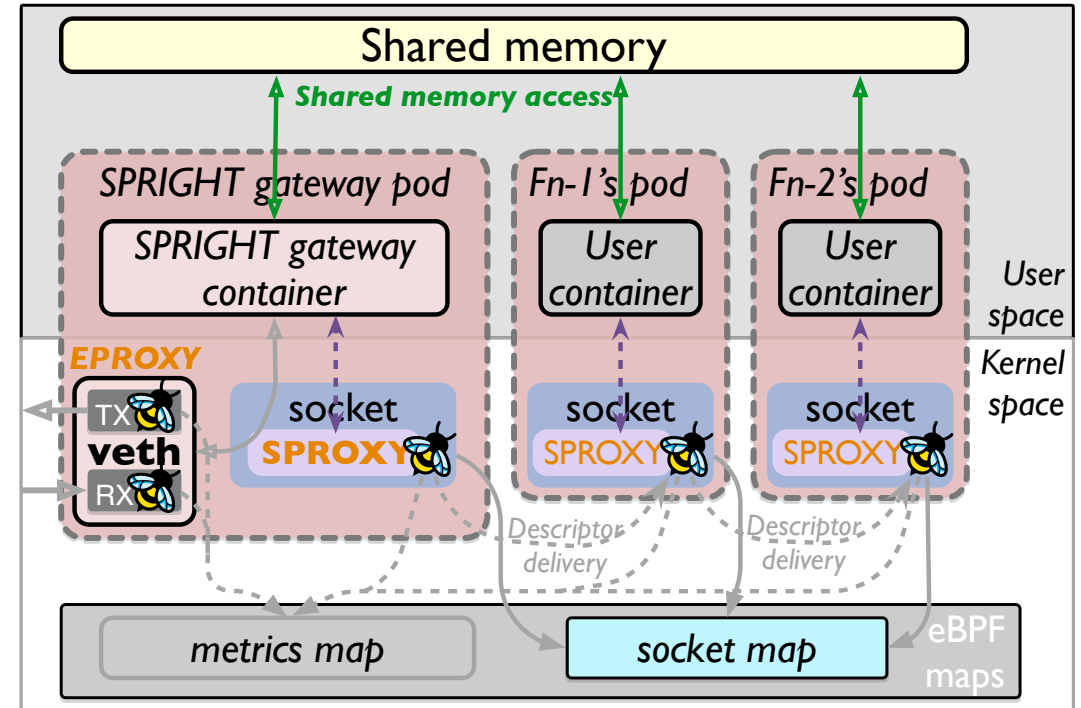 Shared memory
Shared memory access
SPRIGHT gateway pod
Fn-1's pod
Fn-2's pod
SPRIGHT gateway
container
User
container
User
container
User
space
Kernel
space
EPROXY
TX
veth
RX
socket
SPROXY
socket
SPROXY
socket
SPROXY
Descriptor
delivery
Descriptor
delivery
metrics map
socket map
eBPF
maps